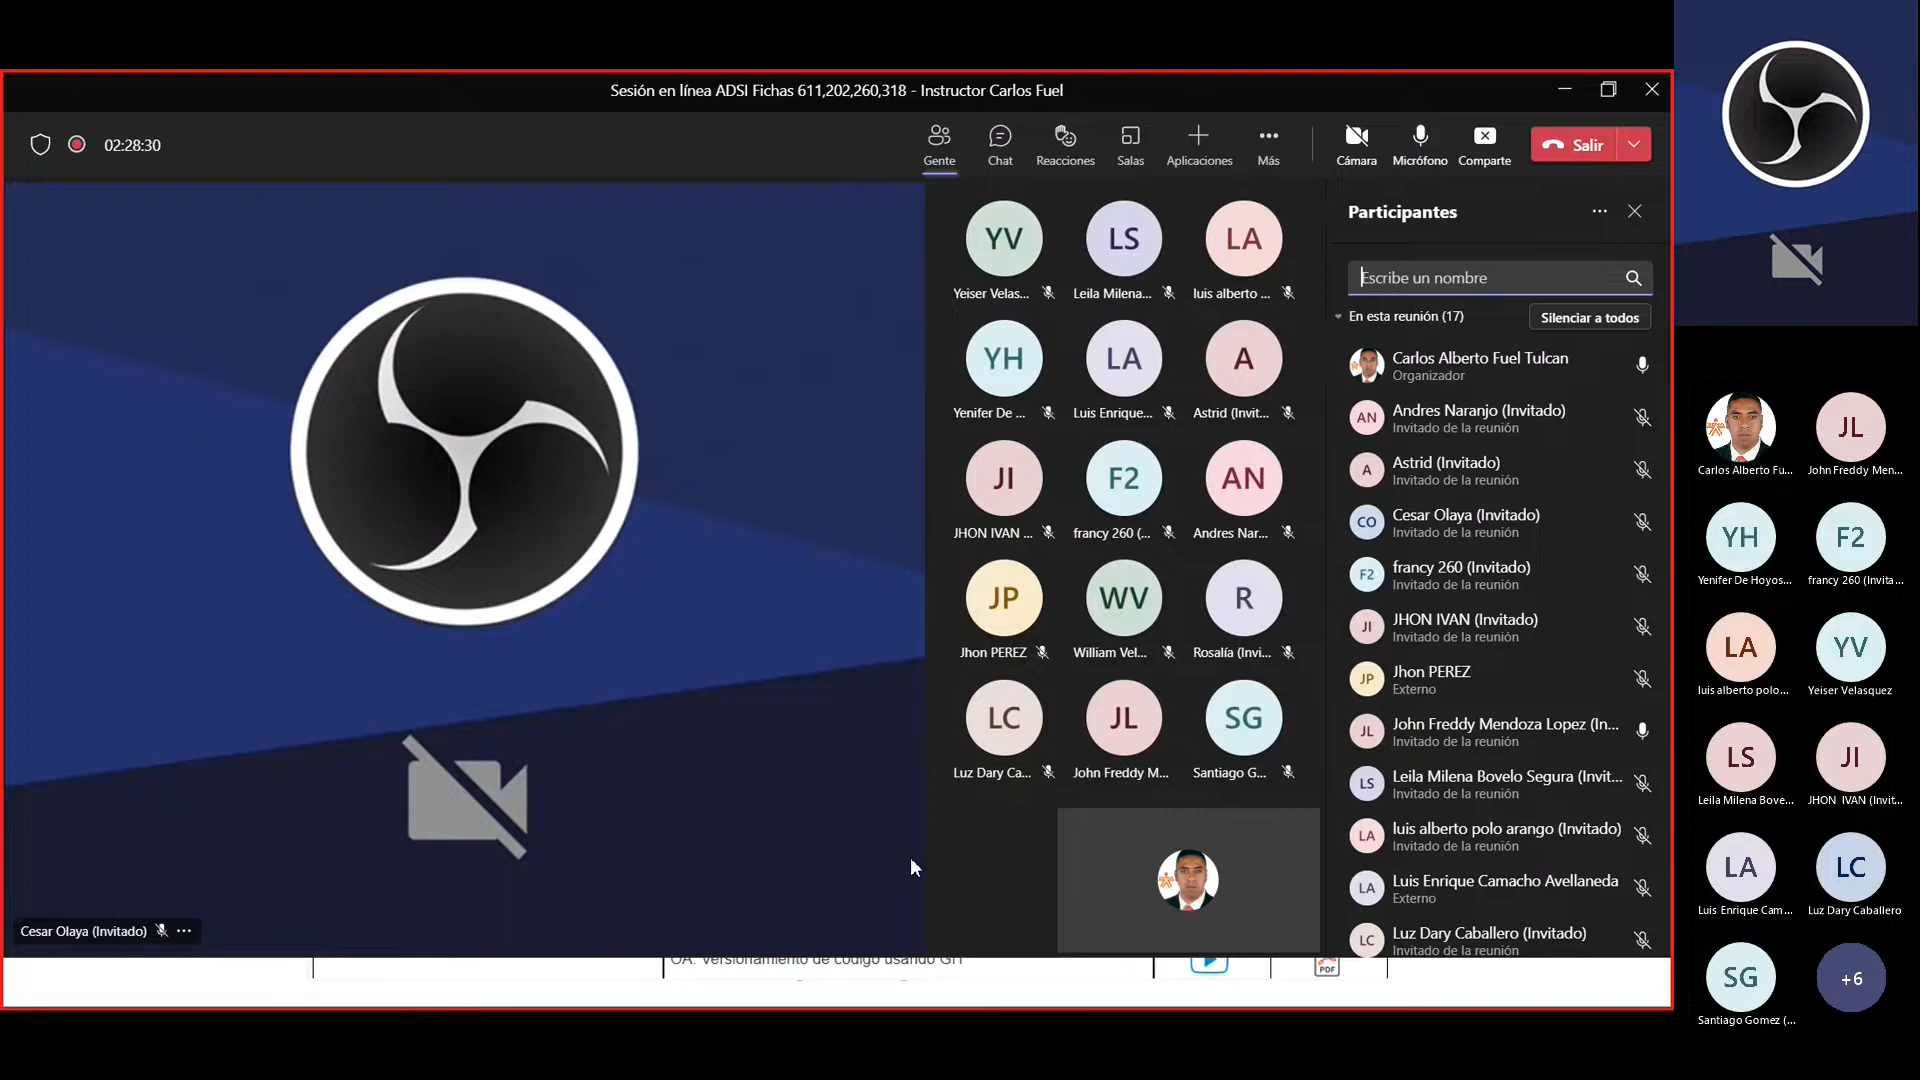 Sesión en línea ADSI Fichas 611,202,260,318 - Instructor Carlos Fuel
02:28:30
Gente
Chat
Reacciones
Salas
Aplicaciones
Más
Cámara
Micrófono
Comparte
Salir
YV
LS
LA
Yeiser Velas...
Leila Milena...
luis alberto ...
YH
LA
A
Yenifer De ...
Luis Enrique...
Astrid (Invit...
JI
F2
AN
JHON IVAN ...
francy 260 (...
Andres Nar...
JP
WV
R
Jhon PEREZ
William Vel...
Rosalía (Invi...
LC
JL
SG
Luz Dary Ca...
John Freddy M...
Santiago G...
Cesar Olaya (Invitado)
OA. Versionamiento de código usando GIT
PDF
Participantes
Escribe un nombre
En esta reunión (17)
Silenciar a todos
Carlos Alberto Fuel Tulcan
Organizador
AN
Andres Naranjo (Invitado)
Invitado de la reunión
A
Astrid (Invitado)
Invitado de la reunión
CO
Cesar Olaya (Invitado)
Invitado de la reunión
F2
francy 260 (Invitado)
Invitado de la reunión
JI
JHON IVAN (Invitado)
Invitado de la reunión
JP
Jhon PEREZ
Externo
JL
John Freddy Mendoza Lopez (In...
Invitado de la reunión
LS
Leila Milena Bovelo Segura (Invit...
Invitado de la reunión
LA
luis alberto polo arango (Invitado)
Invitado de la reunión
LA
Luis Enrique Camacho Avellaneda
Externo
LC
Luz Dary Caballero (Invitado)
Invitado de la reunión
JL
Carlos Alberto Fu...
John Freddy Men...
YH
F2
Yenifer De Hoyos...
francy 260 (Invita...
LA
YV
luis alberto polo...
Yeiser Velasquez
LS
JI
Leila Milena Bove...
JHON IVAN (Invit...
LA
LC
Luis Enrique Cam...
Luz Dary Caballero
SG
+6
Santiago Gomez (...